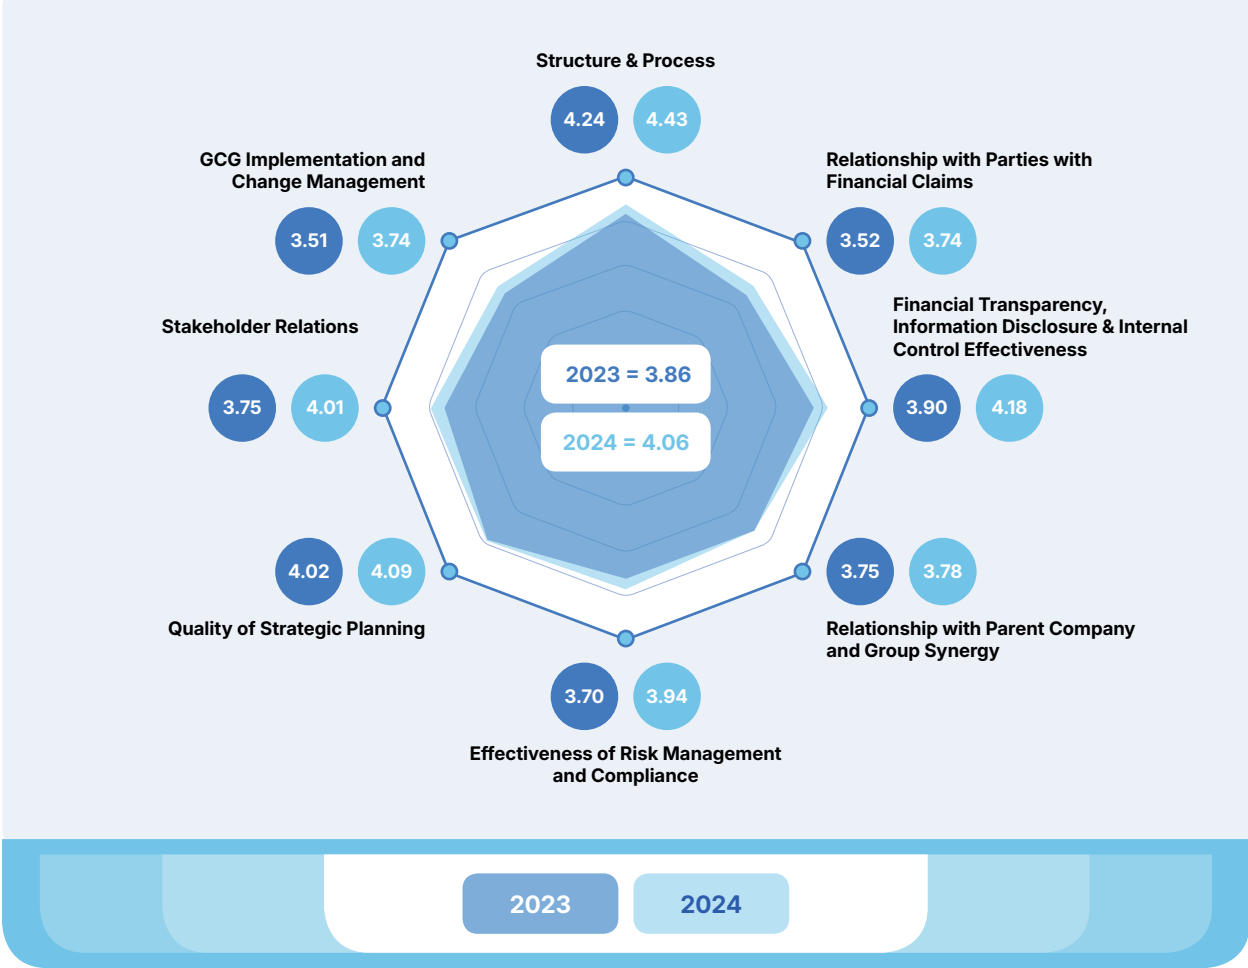 Structure & Process
4.24 4.43
GCG Implementation and
Change Management
3.51 3.74
Relationship with Parties with
Financial Claims
3.52 3.74
Stakeholder Relations
3.75 4.01
Financial Transparency,
Information Disclosure & Internal
Control Effectiveness
3.90 4.18
2023 = 3.86
2024 = 4.06
4.02 4.09
Quality of Strategic Planning
3.75 3.78
Relationship with Parent Company
and Group Synergy
3.70 3.94
Effectiveness of Risk Management
and Compliance
2023 2024